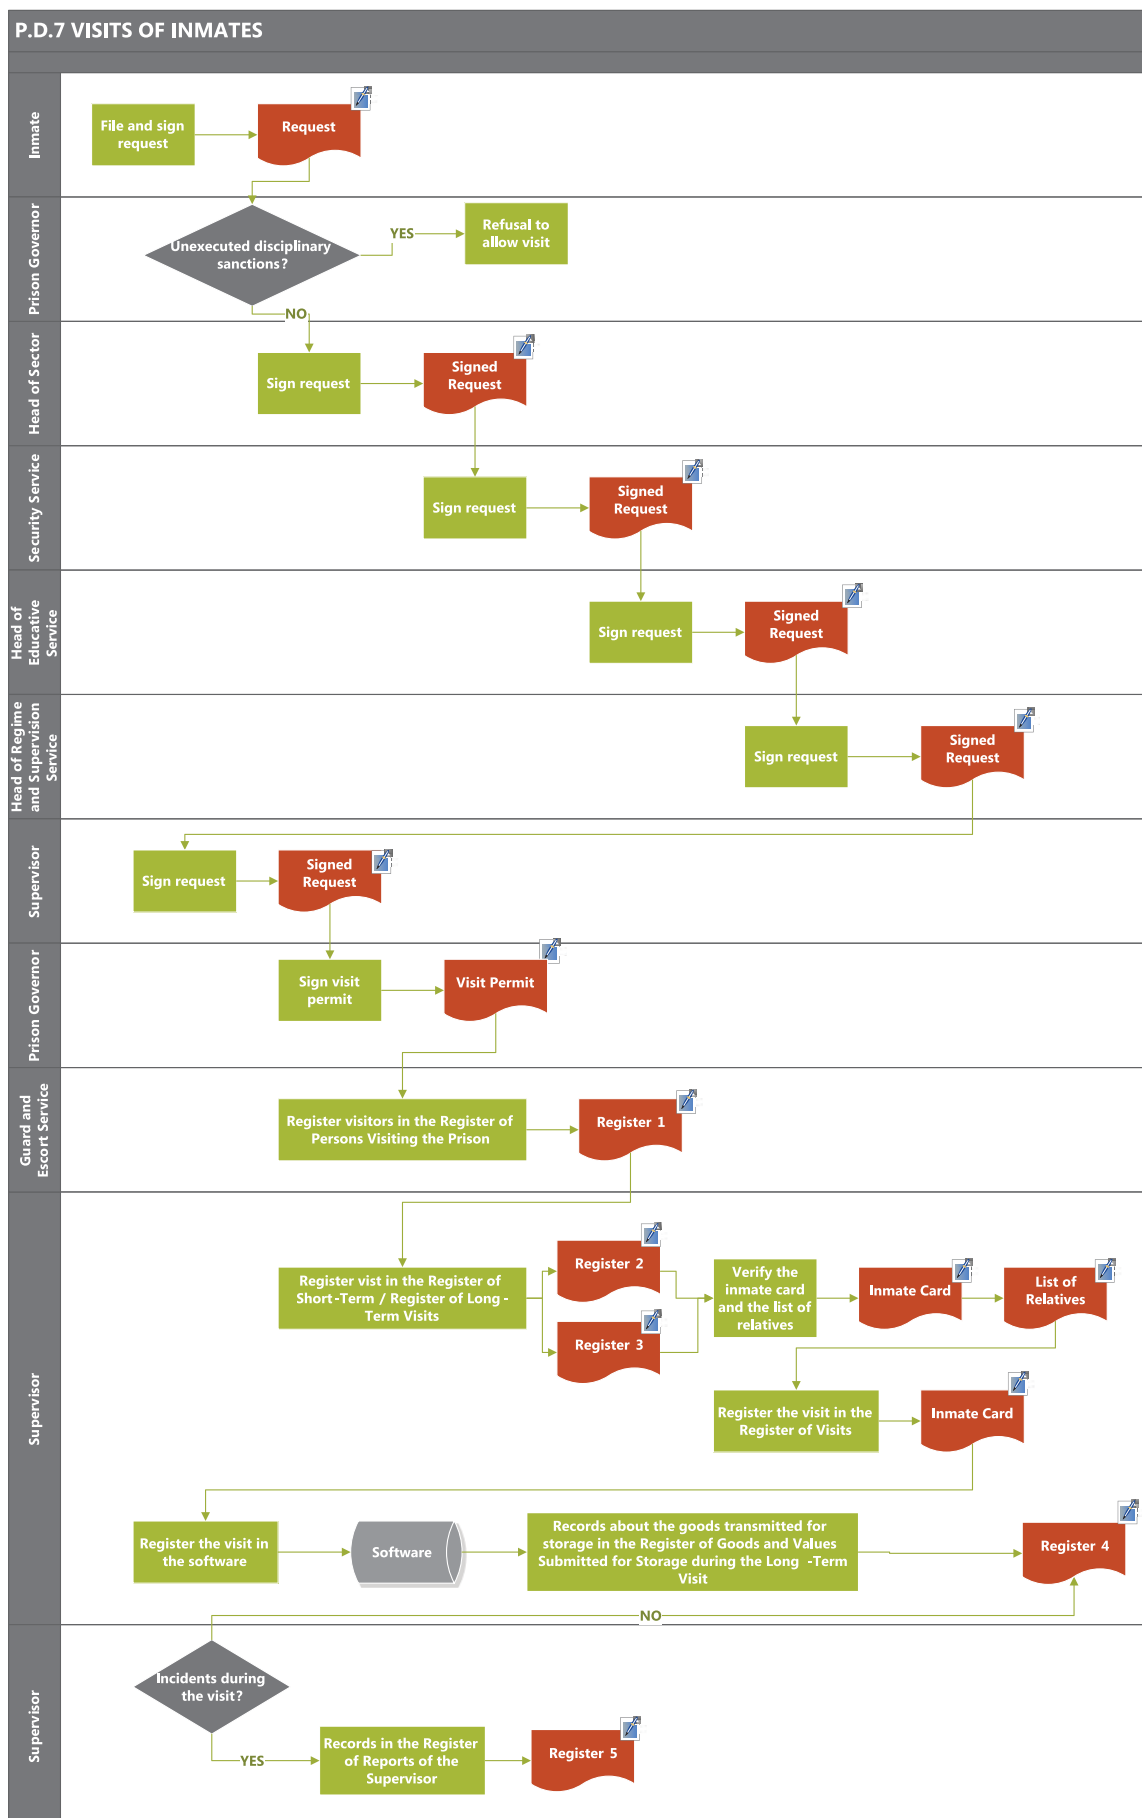 P.D.7 VISITS OF INMATES
Inmate
File and sign
request
Request
Prison Governor
Unexecuted disciplinary
sanctions?
YES
Refusal to
allow visit
NO
Head of Sector
Sign request
Signed
Request
Security Service
Sign request
Signed
Request
Head of
Educative
Service
Sign request
Signed
Request
Head of Regime
and Supervision
Service
Sign request
Signed
Request
Supervisor
Sign request
Signed
Request
Prison Governor
Sign visit
permit
Visit Permit
Guard and
Escort Service
Register visitors in the Register of
Persons Visiting the Prison
Register 1
Supervisor
Register vist in the Register of
Short-Term / Register of Long -
Term Visits
Register 2
Register 3
Verify the
inmate card
and the list of
relatives
Inmate Card
List of
Relatives
Register the visit in the
Register of Visits
Inmate Card
Register the visit in
the software
Software
Records about the goods transmitted for
storage in the Register of Goods and Values
Submitted for Storage during the Long -Term
Visit
Register 4
NO
Supervisor
Incidents during
the visit?
YES
Records in the Register
of Reports of the
Supervisor
Register 5